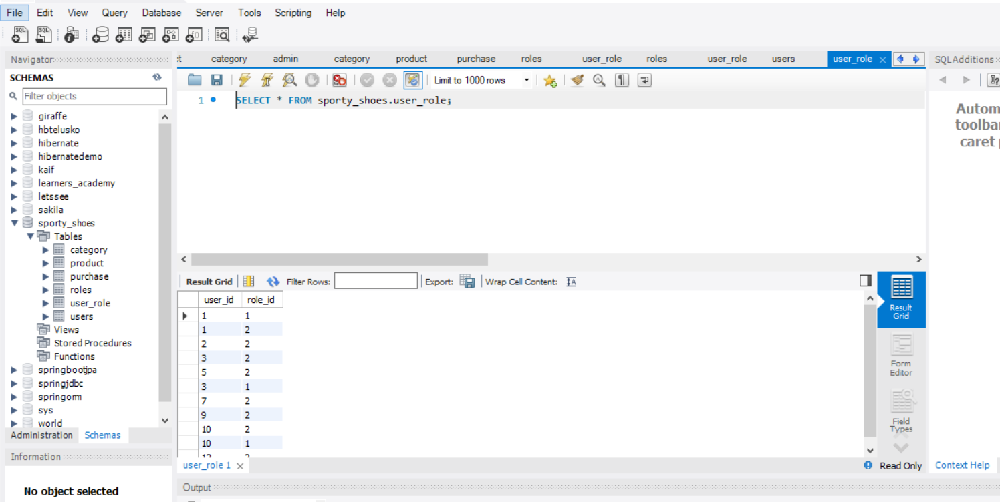 File Edit View Query Database Server Tools Scripting Help
SQL SQL
Navigator
ct category admin category product purchase roles user_role roles user_role users user_role
SQLAdditions
SCHEMAS
Limit to 1000 rows
Filter objects
1 SELECT * FROM sporty_shoes.user_role;
Autom
toolbar
caret
giraffe
hbtelusko
hibernate
hibernatedemo
kaif
learners_academy
letssee
sakila
sporty_shoes
Tables
category
product
purchase
roles
user_role
users
Views
Stored Procedures
Functions
springbootjpa
springjdbc
springorm
sys
world
Administration Schemas
Information
No object selected
Result Grid Filter Rows: Export: Wrap Cell Content:
user_id role_id
1 1
1 2
2 2
3 2
5 2
3 1
7 2
9 2
10 2
10 1
Result
Grid
Form
Editor
Field
Types
user_role 1
Read Only
Context Help
Output